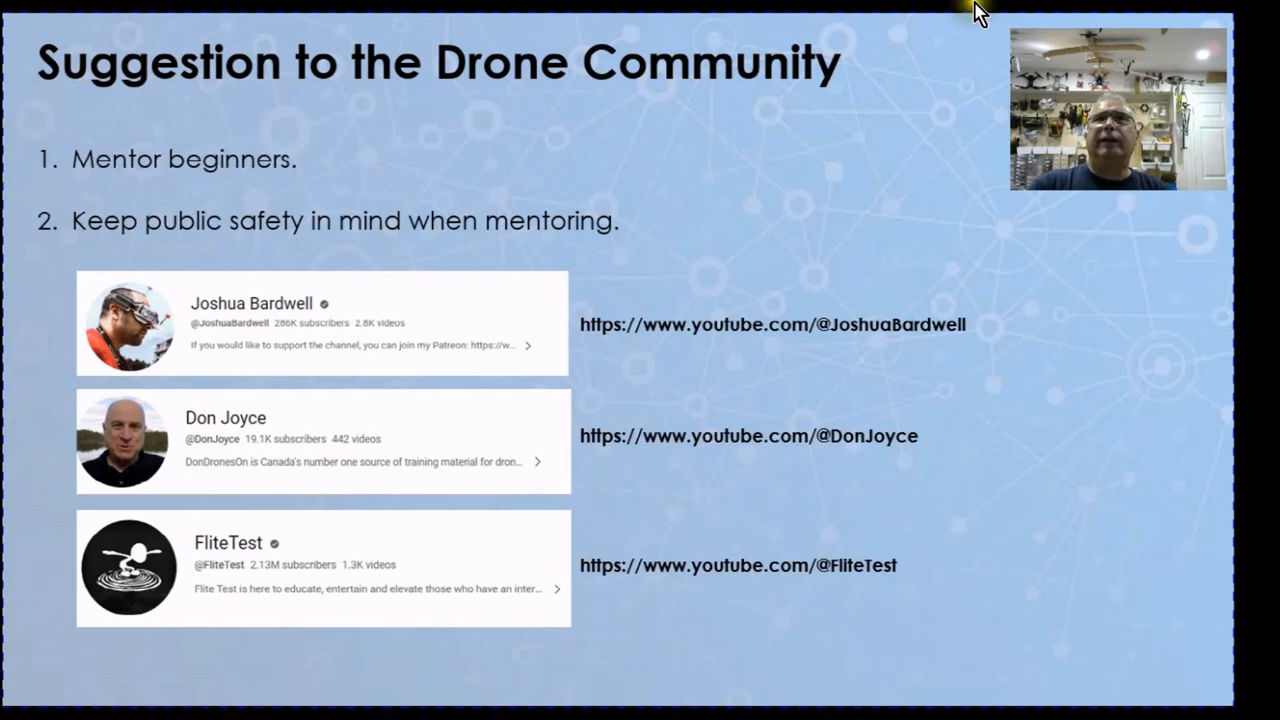 Suggestion to the Drone Community
1. Mentor beginners.
2. Keep public safety in mind when mentoring.
Joshua Bardwell
@JoshuaBardwell 286K subscribers 2.8K videos
If you would like to support the channel, you can join my Patreon: https://w...
https://www.youtube.com/@JoshuaBardwell
Don Joyce
@DonJoyce 19.1K subscribers 442 videos
DonDronesOn is Canada's number one source of training material for dron...
https://www.youtube.com/@DonJoyce
FliteTest
@FliteTest 2.13M subscribers 1.3K videos
Flite Test is here to educate, entertain and elevate those who have an inter...
https://www.youtube.com/@FliteTest